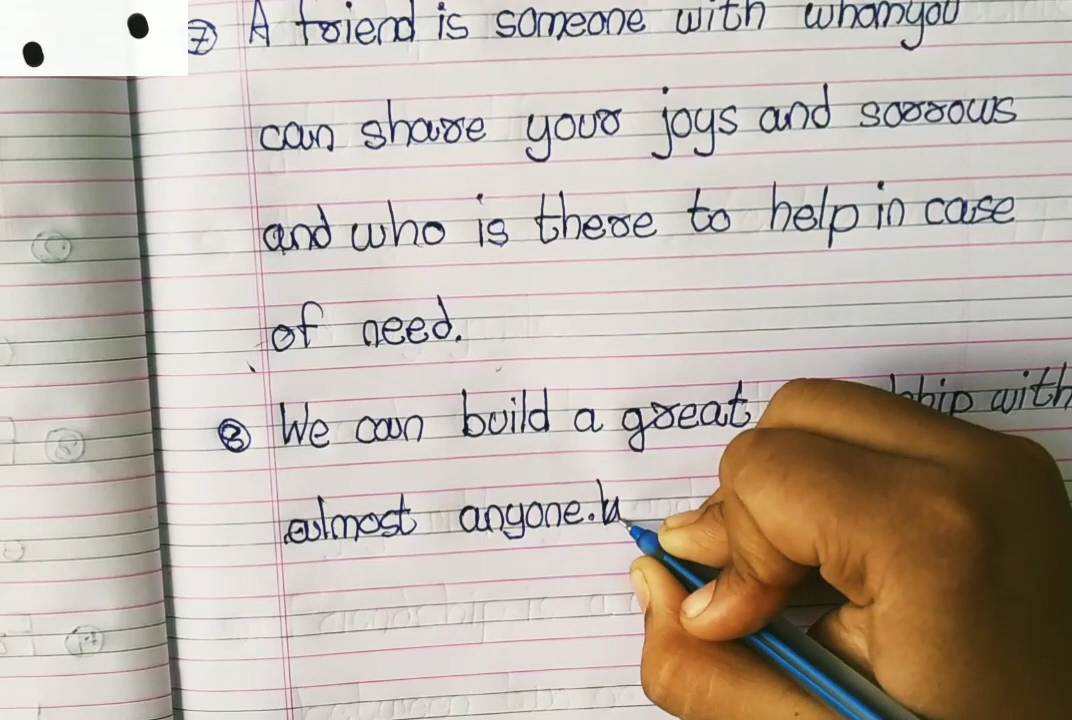 ⑦ A friend is someone with whomyou
can share your joys and sorrows
and who is there to help in case
of need.
⑧ We can build a great with
almost anyone.